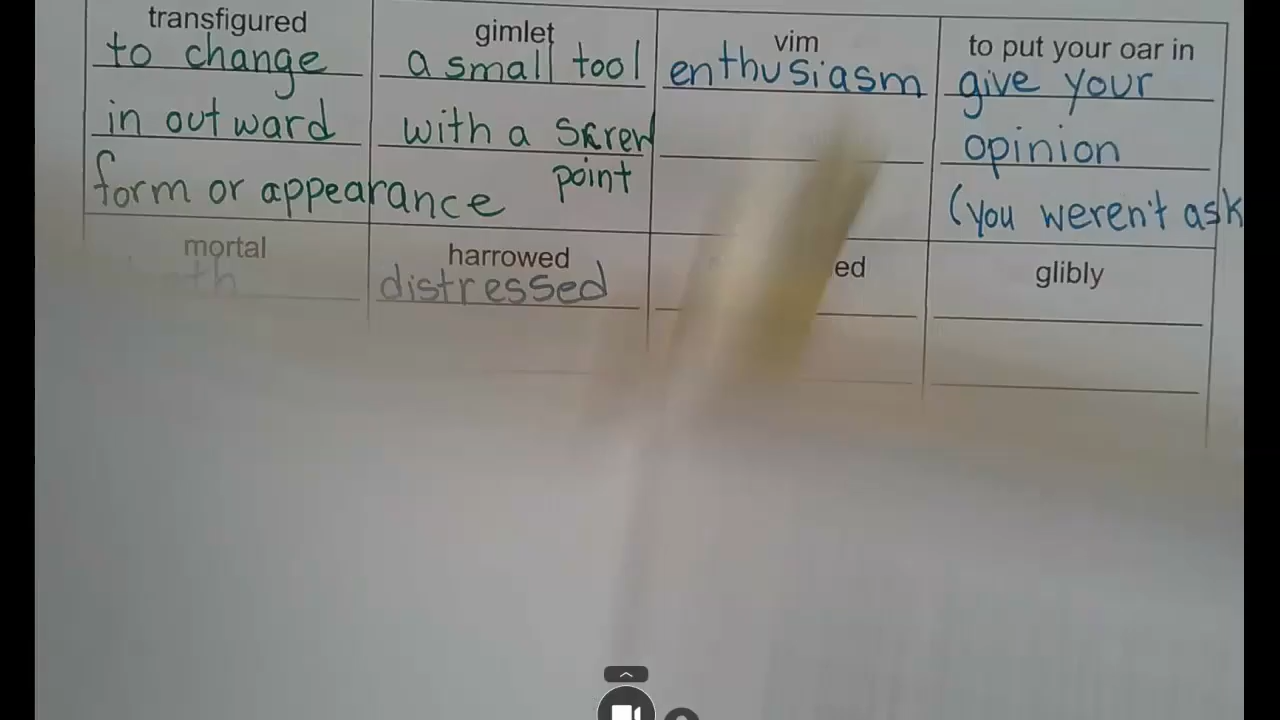 transfigured
to change
in outward
form or appearance
gimlet
a small tool
with a screw
point
vim
enthusiasm
to put your oar in
give your
opinion
(you weren't ask
mortal
harrowed
distressed
ed
glibly